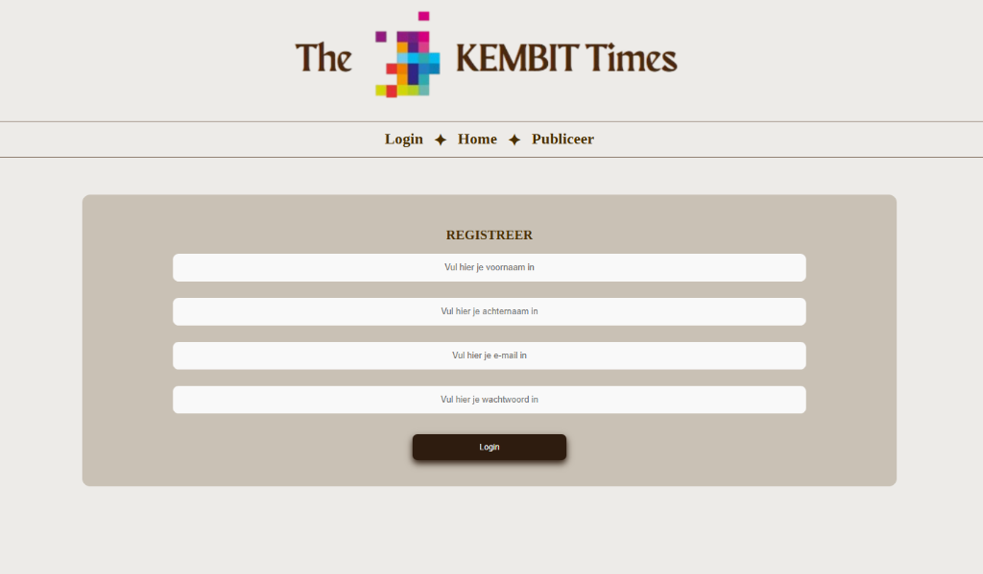 The KEMBIT Times
Login ✦ Home ✦ Publiceer
REGISTREER
Vul hier je voornaam in
Vul hier je achternaam in
Vul hier je e-mail in
Vul hier je wachtwoord in
Login